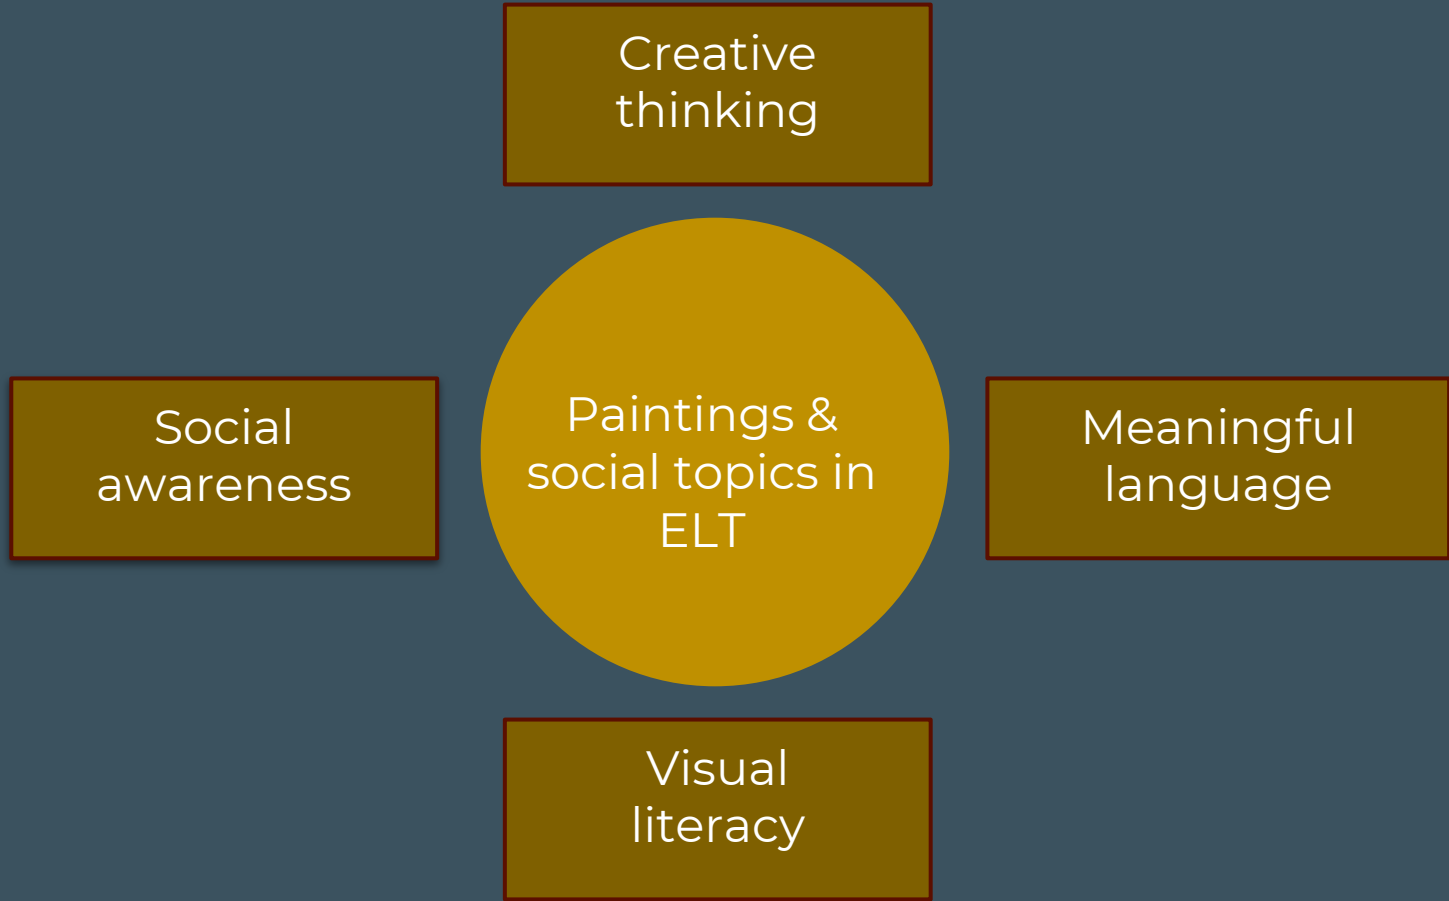 Creative
thinking
Social
awareness
Paintings &
social topics in
ELT
Meaningful
language
Visual
literacy